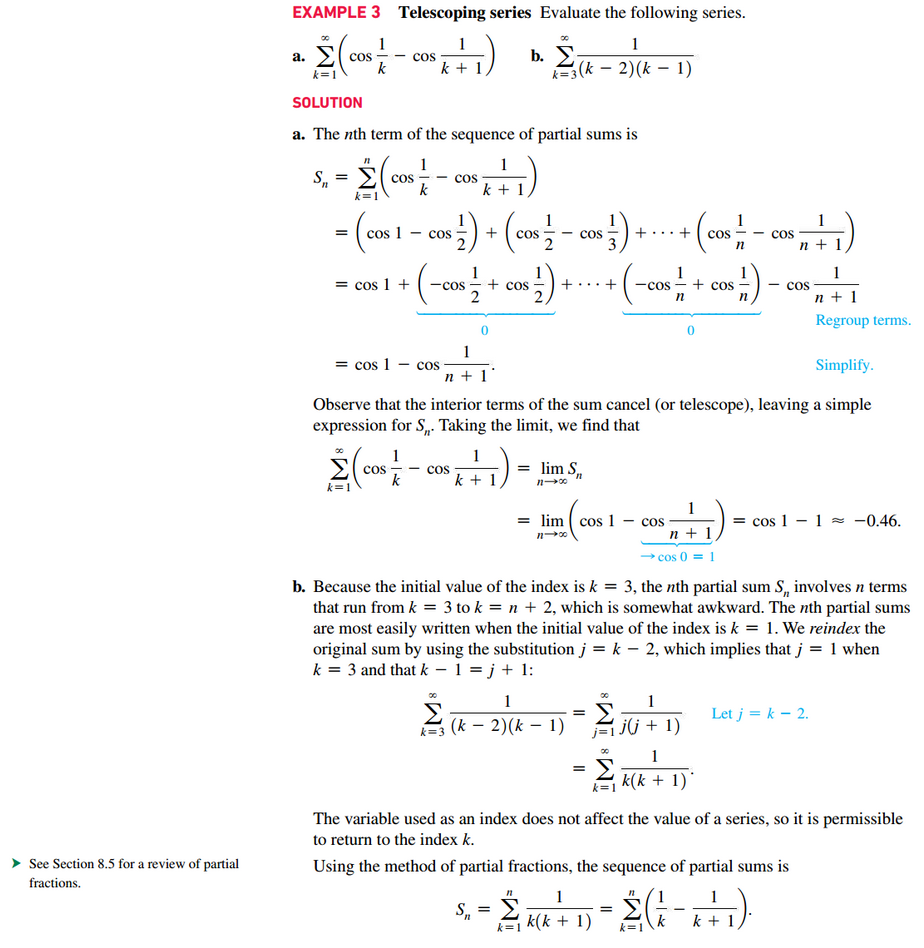 EXAMPLE 3 Telescoping series Evaluate the following series.
a. \sum_{k=1}^{\infty} \left( \cos \frac{1}{k} - \cos \frac{1}{k + 1} \right) b. \sum_{k=3}^{\infty} \frac{1}{(k - 2)(k - 1)}
SOLUTION
a. The nth term of the sequence of partial sums is
S_n = \sum_{k=1}^{n} \left( \cos \frac{1}{k} - \cos \frac{1}{k + 1} \right)
= \left( \cos 1 - \cos \frac{1}{2} \right) + \left( \cos \frac{1}{2} - \cos \frac{1}{3} \right) + \cdots + \left( \cos \frac{1}{n} - \cos \frac{1}{n + 1} \right)
= \cos 1 + \underbrace{\left( -\cos \frac{1}{2} + \cos \frac{1}{2} \right)}_{0} + \cdots + \underbrace{\left( -\cos \frac{1}{n} + \cos \frac{1}{n} \right)}_{0} - \cos \frac{1}{n + 1}
Regroup terms.
= \cos 1 - \cos \frac{1}{n + 1}. Simplify.
Observe that the interior terms of the sum cancel (or telescope), leaving a simple
expression for S_n. Taking the limit, we find that
\sum_{k=1}^{\infty} \left( \cos \frac{1}{k} - \cos \frac{1}{k + 1} \right) = \lim_{n \to \infty} S_n
= \lim_{n \to \infty} \left( \cos 1 - \underbrace{\cos \frac{1}{n + 1}}_{\to \cos 0 = 1} \right) = \cos 1 - 1 \approx -0.46.
b. Because the initial value of the index is k = 3, the nth partial sum S_n involves n terms
that run from k = 3 to k = n + 2, which is somewhat awkward. The nth partial sums
are most easily written when the initial value of the index is k = 1. We reindex the
original sum by using the substitution j = k − 2, which implies that j = 1 when
k = 3 and that k − 1 = j + 1:
\sum_{k=3}^{\infty} \frac{1}{(k - 2)(k - 1)} = \sum_{j=1}^{\infty} \frac{1}{j(j + 1)} Let j = k − 2.
= \sum_{k=1}^{\infty} \frac{1}{k(k + 1)}.
The variable used as an index does not affect the value of a series, so it is permissible
to return to the index k.
➤ See Section 8.5 for a review of partial
fractions.
Using the method of partial fractions, the sequence of partial sums is
S_n = \sum_{k=1}^{n} \frac{1}{k(k + 1)} = \sum_{k=1}^{n} \left( \frac{1}{k} - \frac{1}{k + 1} \right).